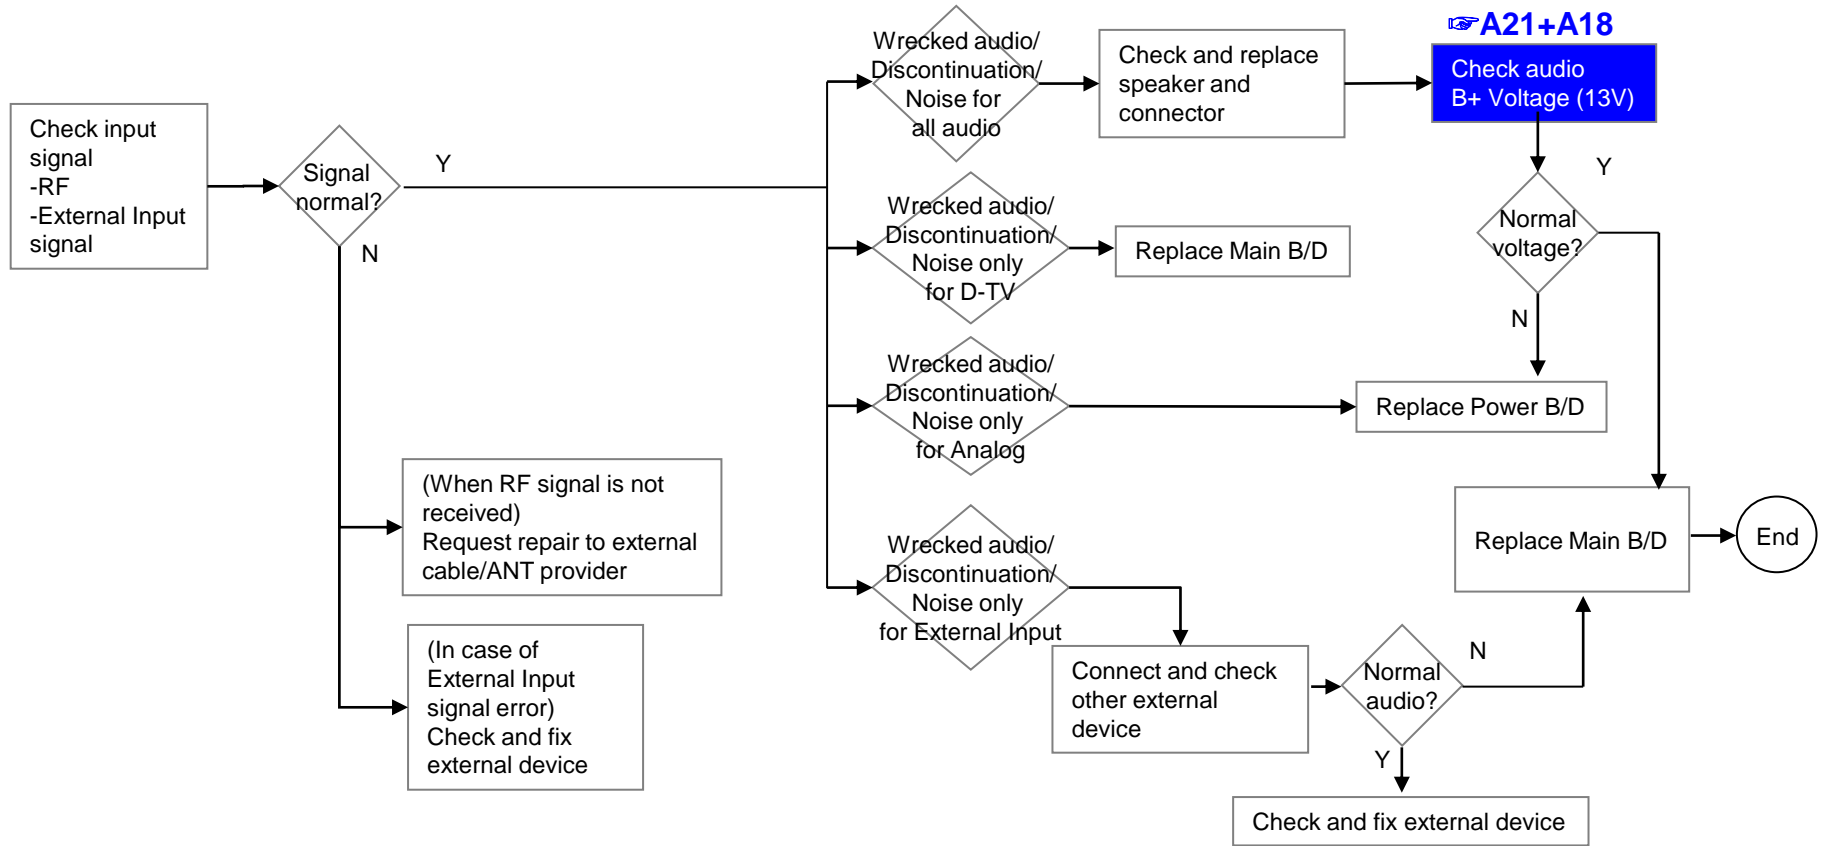 Check input
signal
-RF
-External Input
signal
Signal
normal?
Y
N
(When RF signal is not
received)
Request repair to external
cable/ANT provider
(In case of
External Input
signal error)
Check and fix
external device
Wrecked audio/
Discontinuation/
Noise for
all audio
Check and replace
speaker and
connector
☞A21+A18
Check audio
B+ Voltage (13V)
Y
Normal
voltage?
N
Wrecked audio/
Discontinuation/
Noise only
for D-TV
Replace Main B/D
Wrecked audio/
Discontinuation/
Noise only
for Analog
Replace Power B/D
Wrecked audio/
Discontinuation/
Noise only
for External Input
Connect and check
other external
device
Normal
audio?
N
Y
Replace Main B/D
End
Check and fix external device